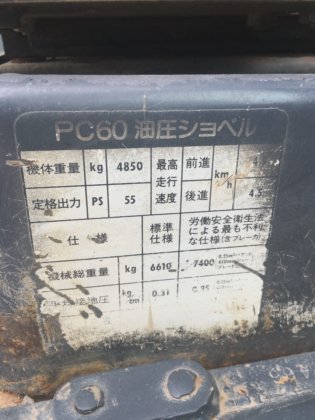 PC60 油圧ショベル
機体重量 kg 4850 最高走行速度 前進 km/h
定格出力 PS 55 後進 4.5
仕様 標準仕様 労働安全衛生法による最も不利な仕様(含ブレーカ)
機械総重量 kg 6610 7400
接地圧 kg/cm 0.31